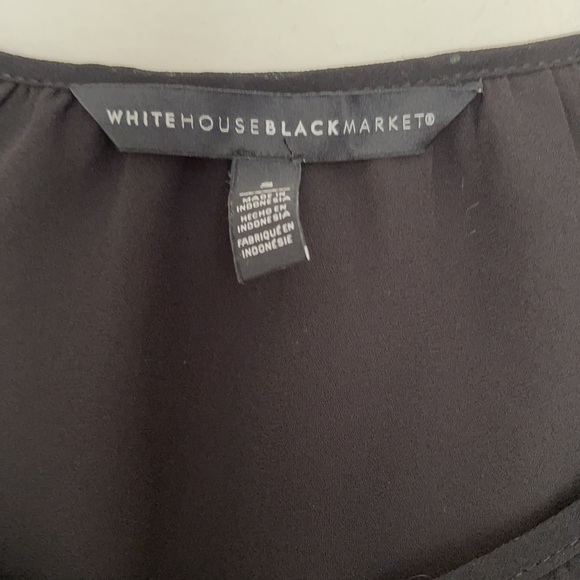 WHITEHOUSEBLACKMARKET®
MADE IN
INDONESIA
HECHO EN
INDONESIA
FABRIQUÉ EN
INDONÉSIE